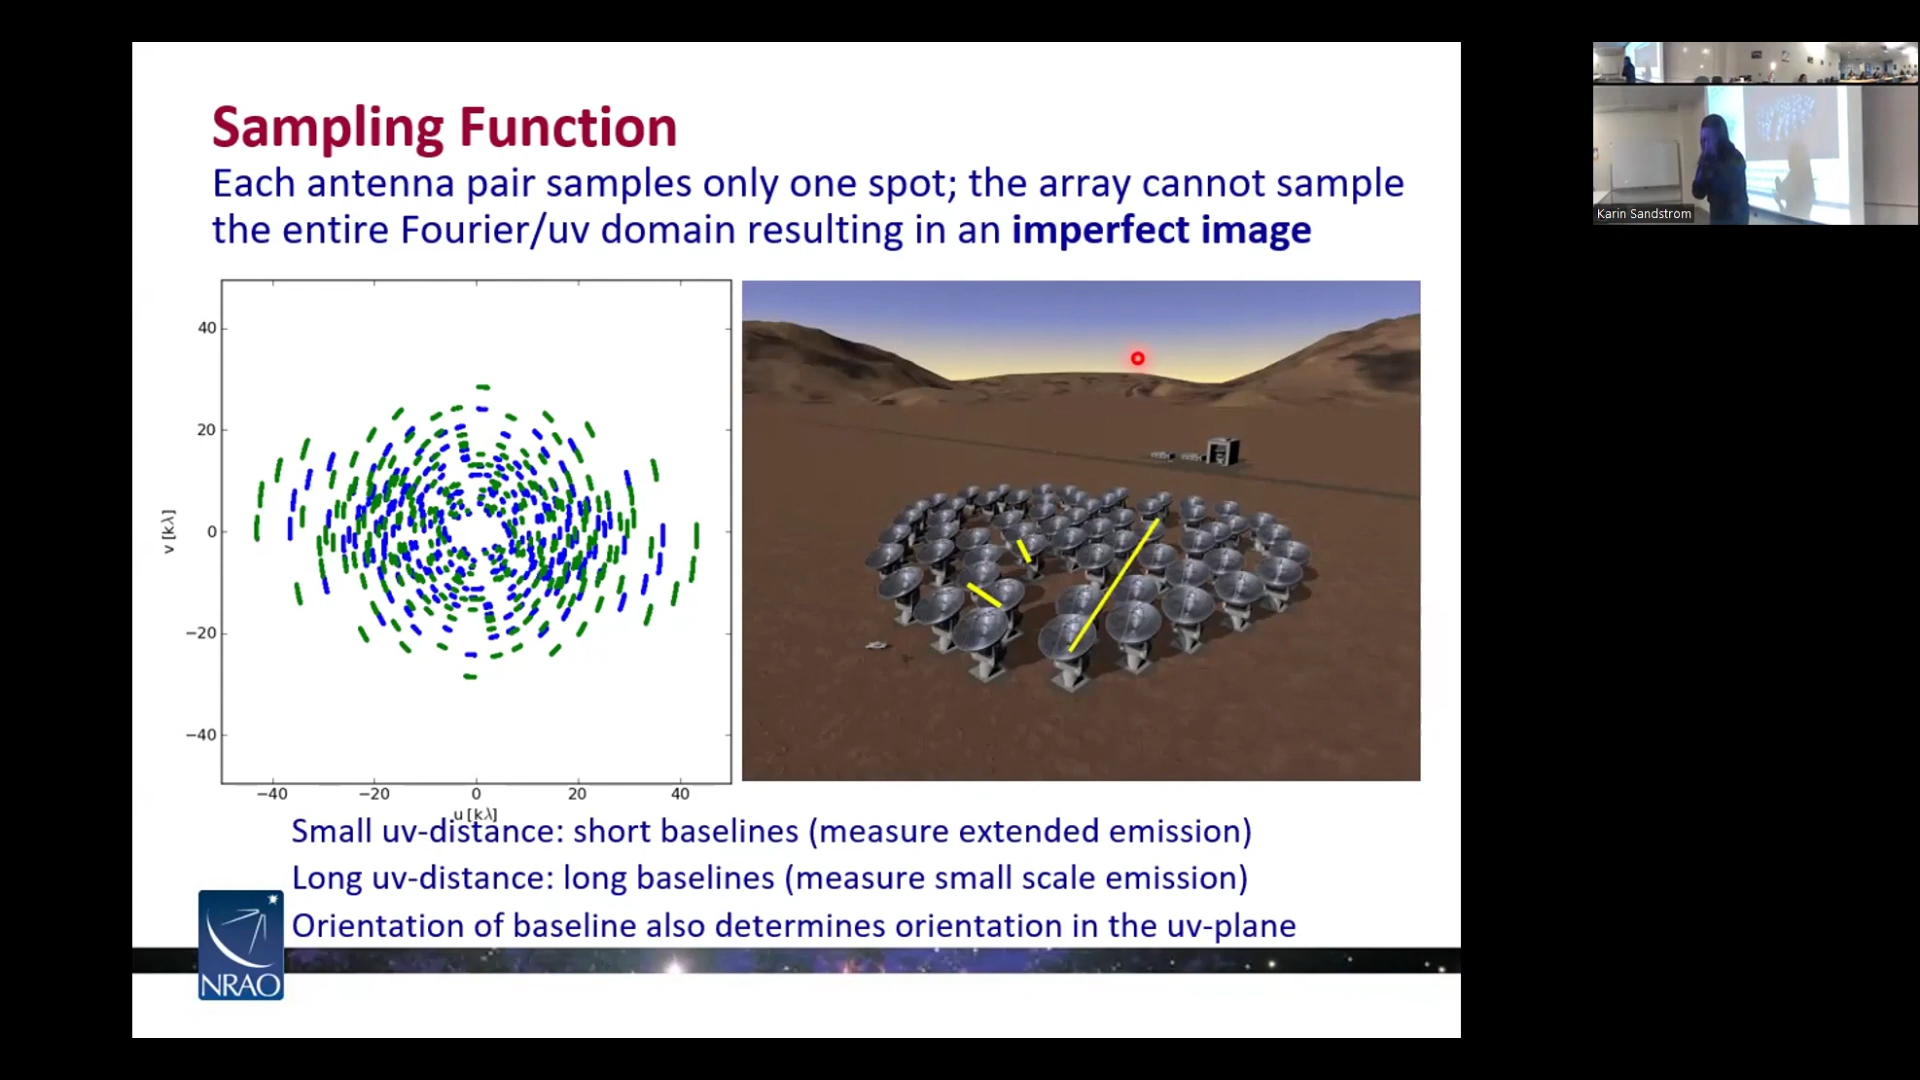 Sampling Function
Each antenna pair samples only one spot; the array cannot sample
the entire Fourier/uv domain resulting in an imperfect image
40
20
0
−20
−40
v [kλ]
−40 −20 0 20 40
u [kλ]
Small uv-distance: short baselines (measure extended emission)
Long uv-distance: long baselines (measure small scale emission)
Orientation of baseline also determines orientation in the uv-plane
NRAO
Karin Sandstrom